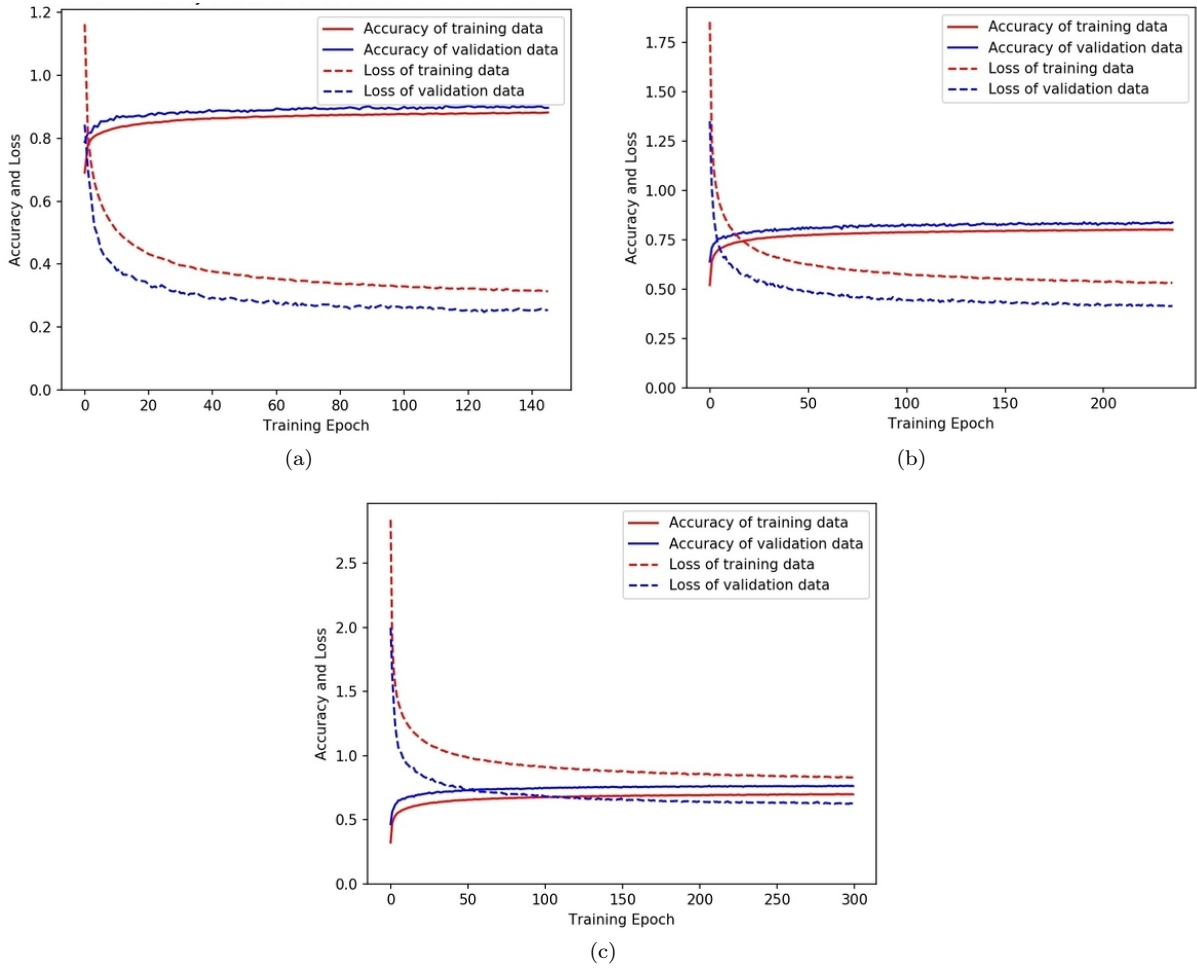 1.2
1.0
0.8
0.6
0.4
0.2
0.0
Accuracy and Loss
Accuracy of training data
Accuracy of validation data
Loss of training data
Loss of validation data
0 20 40 60 80 100 120 140
Training Epoch
(a)
1.75
1.50
1.25
1.00
0.75
0.50
0.25
0.00
Accuracy and Loss
Accuracy of training data
Accuracy of validation data
Loss of training data
Loss of validation data
0 50 100 150 200
Training Epoch
(b)
2.5
2.0
1.5
1.0
0.5
0.0
Accuracy and Loss
Accuracy of training data
Accuracy of validation data
Loss of training data
Loss of validation data
0 50 100 150 200 250 300
Training Epoch
(c)